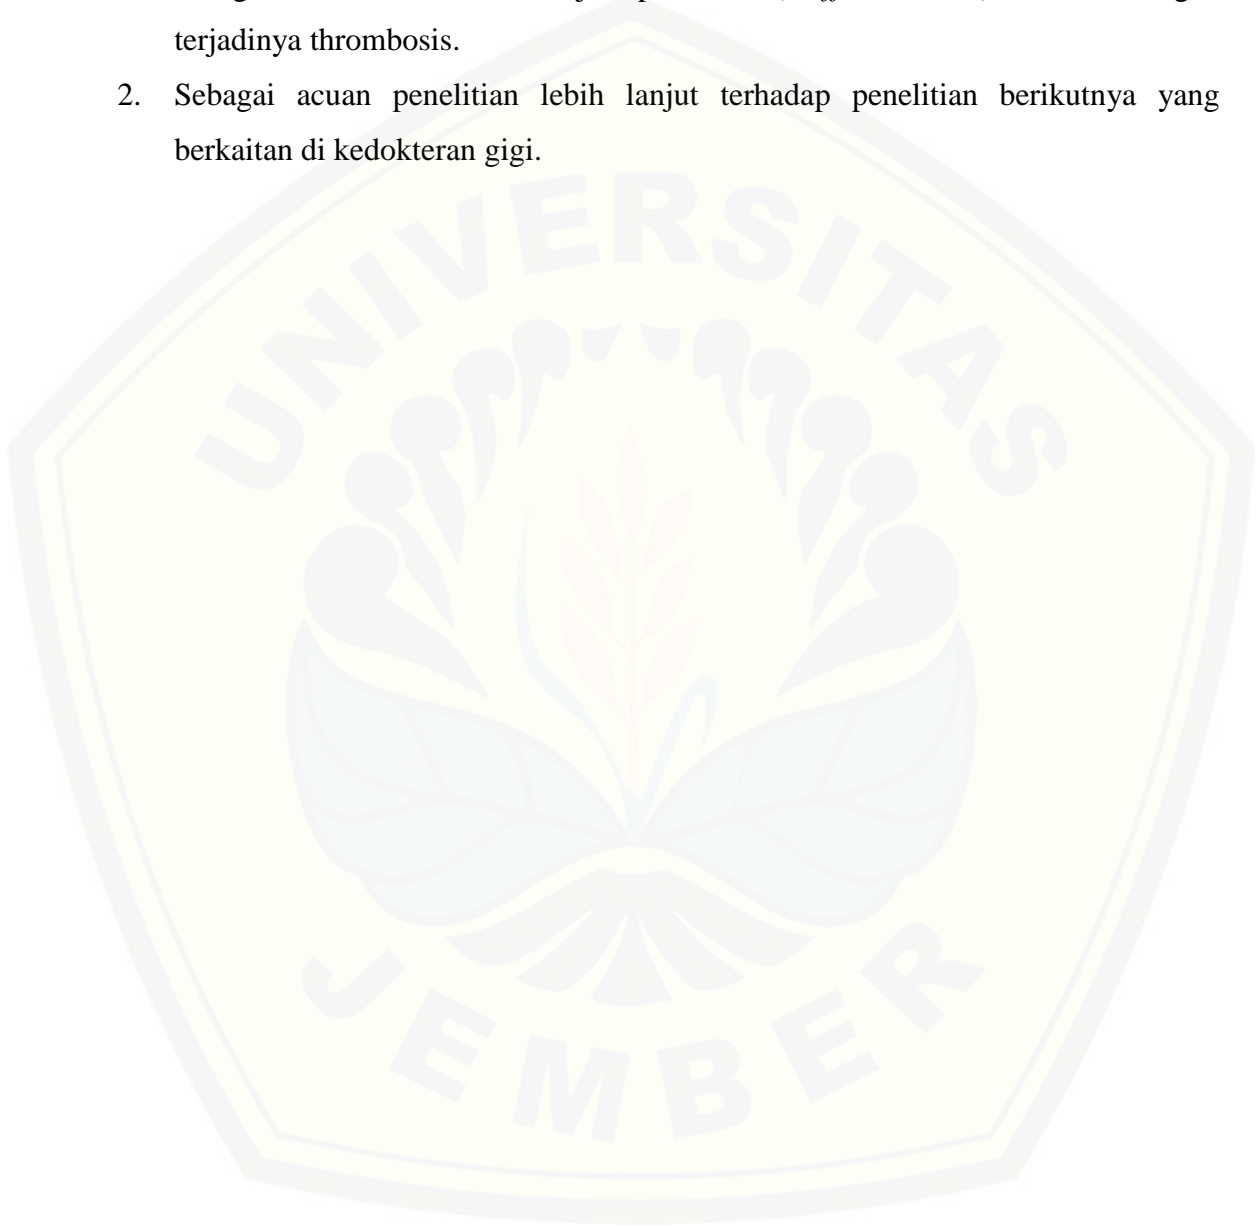 terjadinya thrombosis.
2. Sebagai acuan penelitian lebih lanjut terhadap penelitian berikutnya yang
berkaitan di kedokteran gigi.
UNIVERSITAS
JEMBER